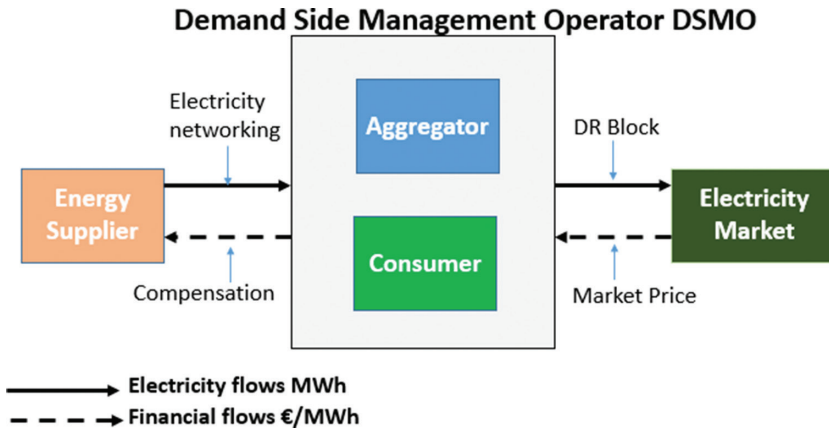 Demand Side Management Operator DSMO
Electricity
networking
Aggregator
DR Block
Energy
Supplier
Electricity
Market
Consumer
Compensation
Market Price
Electricity flows MWh
Financial flows €/MWh